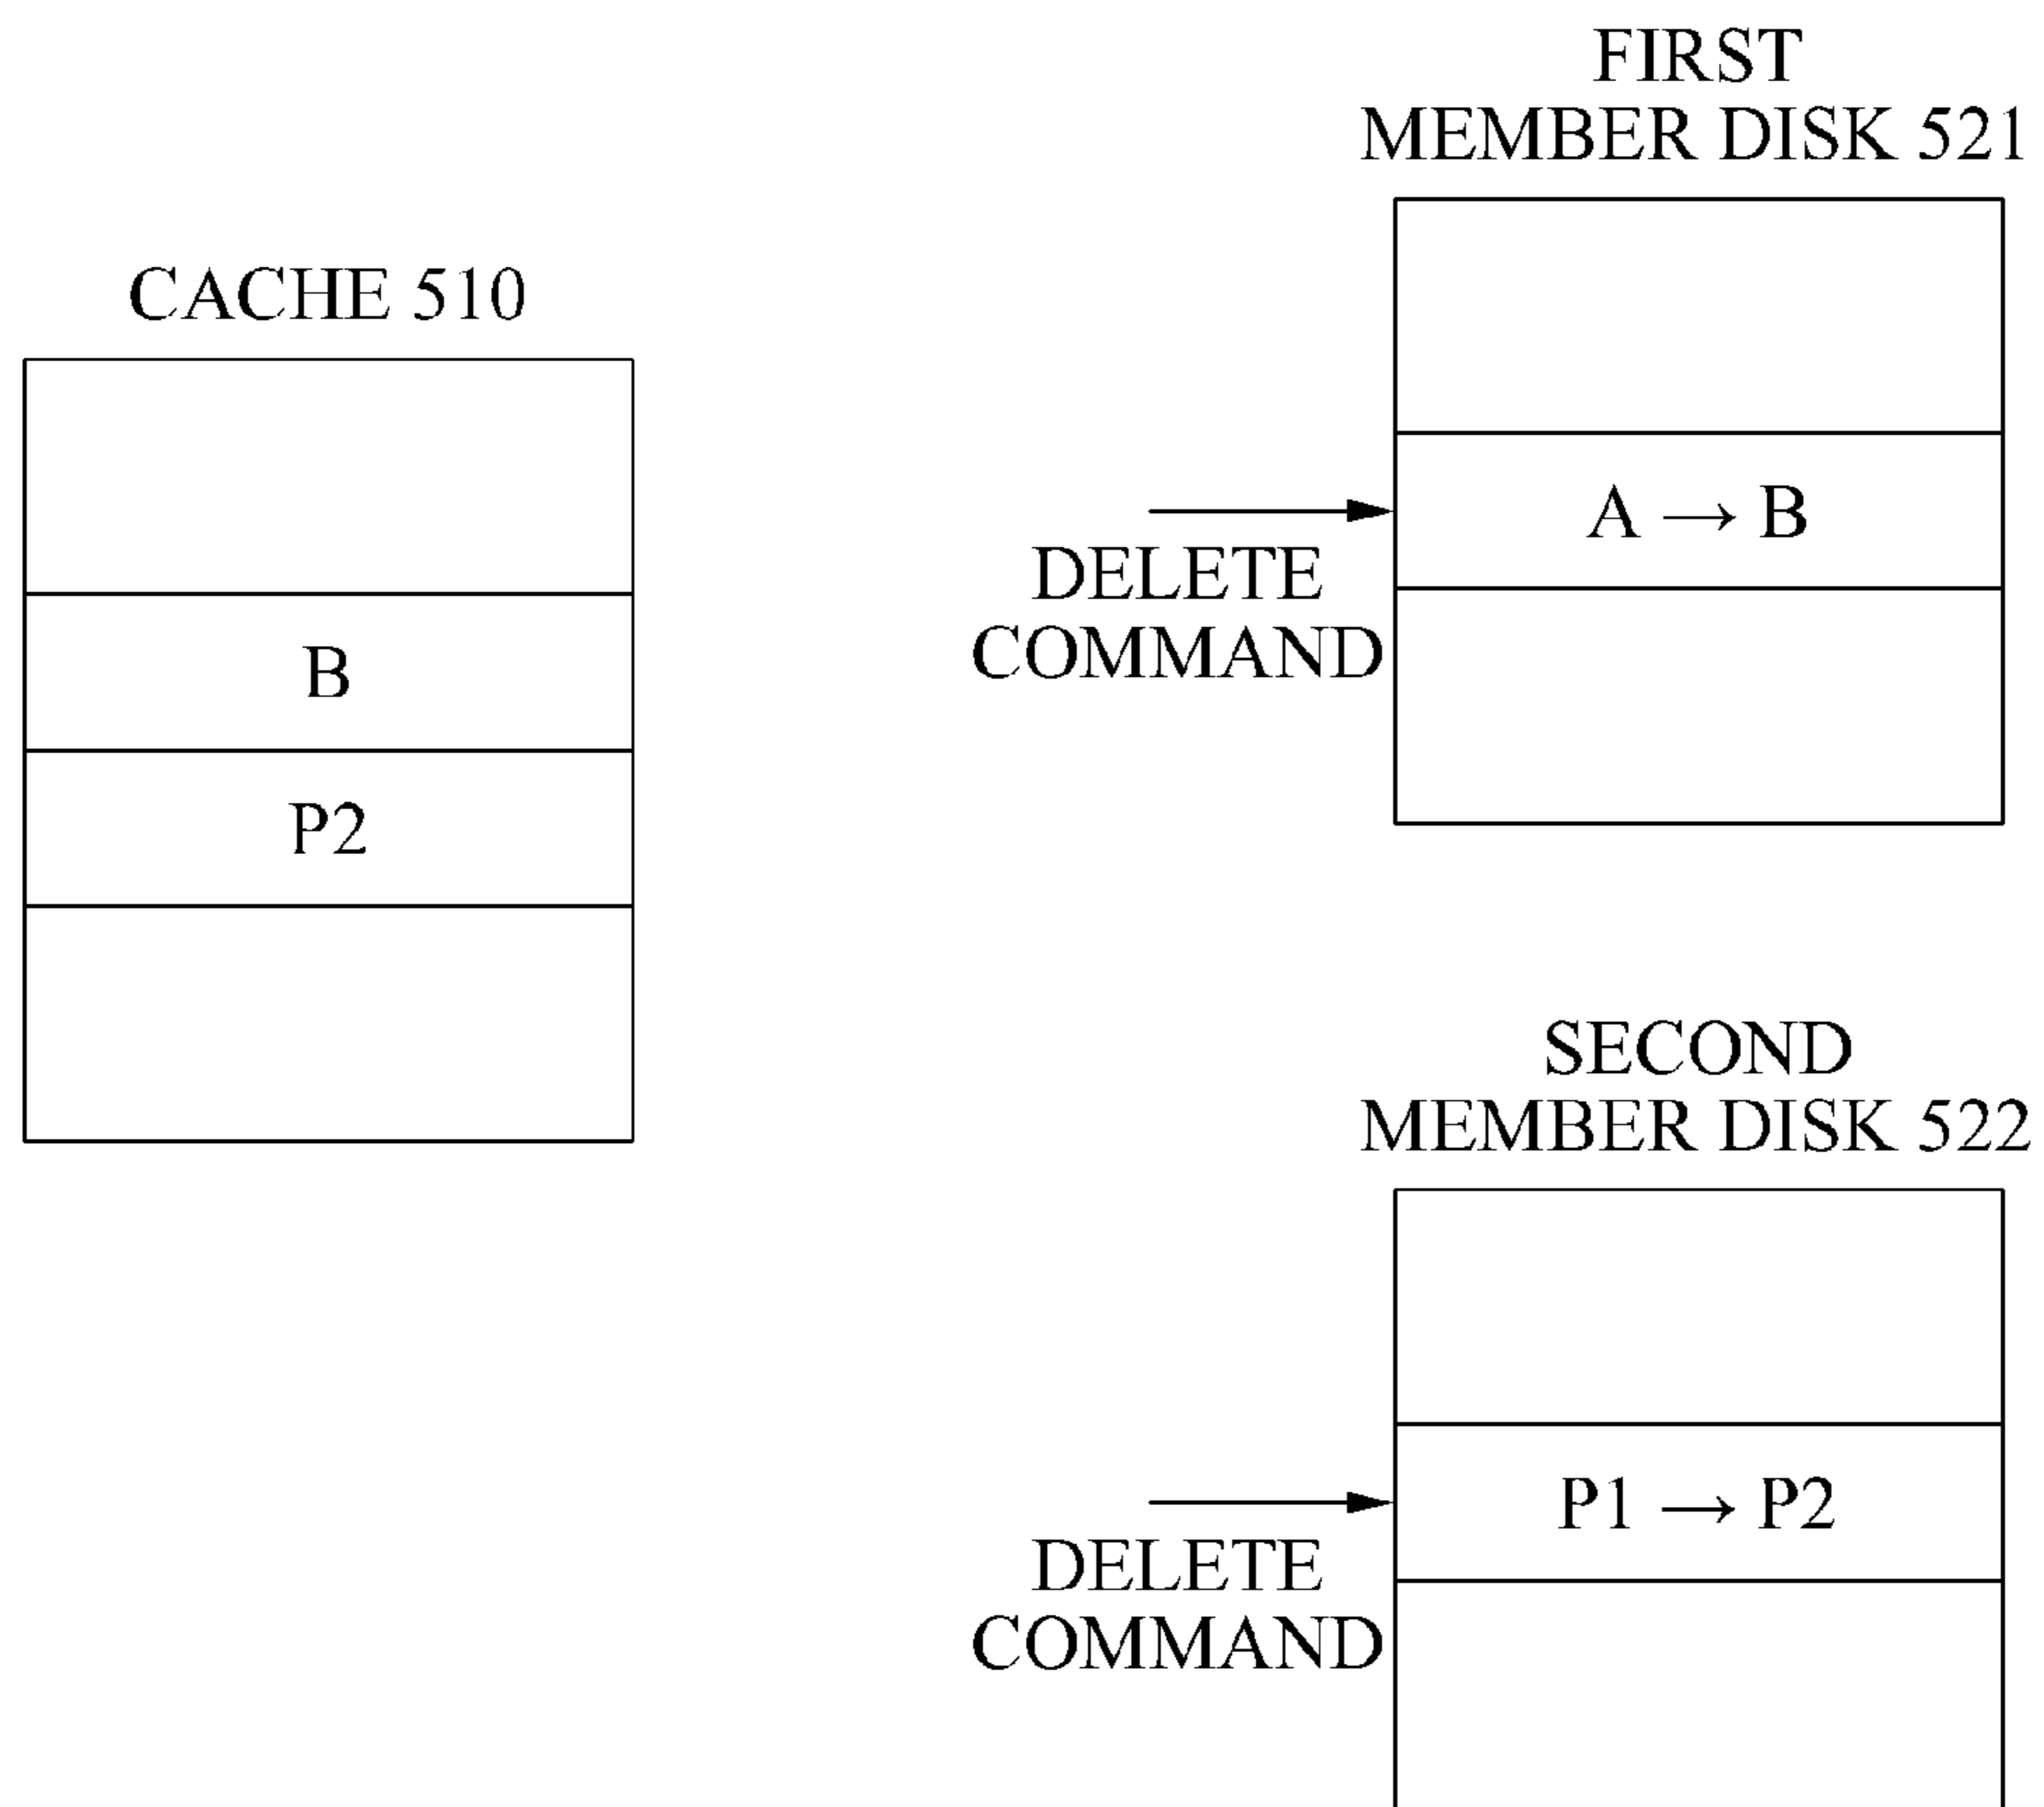 CACHE 510
B
P2
FIRST
MEMBER DISK 521
A → B
DELETE
COMMAND
SECOND
MEMBER DISK 522
P1 → P2
DELETE
COMMAND